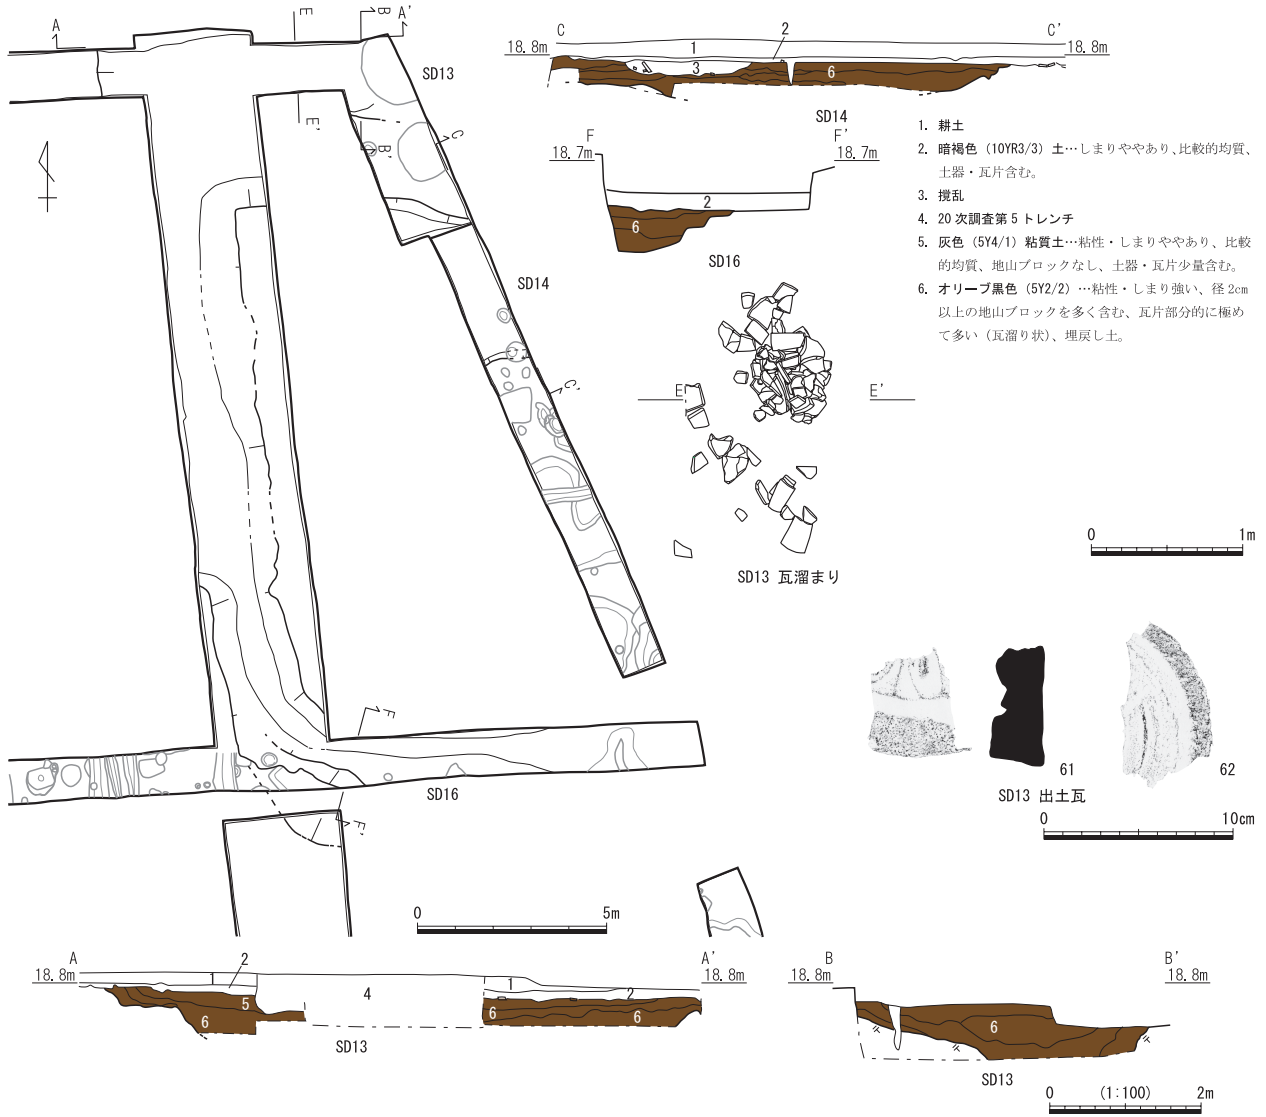 A
E
B
A'
SD13
E'
B'
C
SD14
C'
F
SD16
F'
0
5m
C
C'
18.8m
18.8m
2
1
3
6
SD14
F
F'
18.7m
18.7m
2
6
SD16
E
E'
SD13 瓦溜まり
1. 耕土
2. 暗褐色（10YR3/3）土…しまりややあり、比較的均質、
土器・瓦片含む。
3. 撹乱
4. 20 次調査第 5 トレンチ
5. 灰色（5Y4/1）粘質土…粘性・しまりややあり、比較
的均質、地山ブロックなし、土器・瓦片少量含む。
6. オリーブ黒色（5Y2/2）…粘性・しまり強い、径 2cm
以上の地山ブロックを多く含む、瓦片部分的に極め
て多い（瓦溜り状）、埋戻し土。
0
1m
61
62
SD13 出土瓦
0
10cm
A
A'
18.8m
18.8m
1
2
5
6
4
1
2
6
6
SD13
B
B'
18.8m
18.8m
6
SD13
0
(1:100)
2m